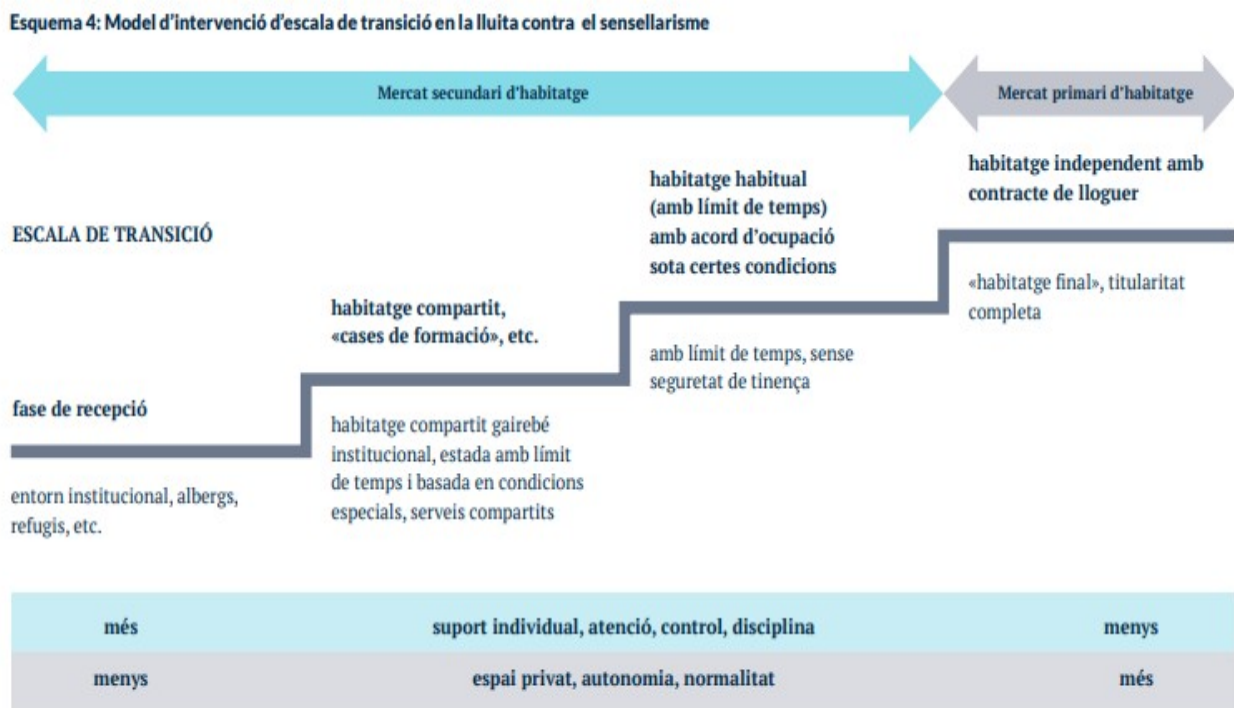 Esquema 4: Model d'intervenció d'escala de transició en la lluita contra el sensellarisme
Mercat secundari d'habitatge
Mercat primari d'habitatge
ESCALA DE TRANSICIÓ
fase de recepció
entorn institucional, albergs,
refugis, etc.
habitatge compartit,
«cases de formació», etc.
habitatge compartit gairebé
institucional, estada amb límit
de temps i basada en condicions
especials, serveis compartits
habitatge habitual
(amb límit de temps)
amb acord d'ocupació
sota certes condicions
amb límit de temps, sense
seguretat de tinença
habitatge independent amb
contracte de lloguer
«habitatge final», titularitat
completa
més
suport individual, atenció, control, disciplina
menys
menys
espai privat, autonomia, normalitat
més